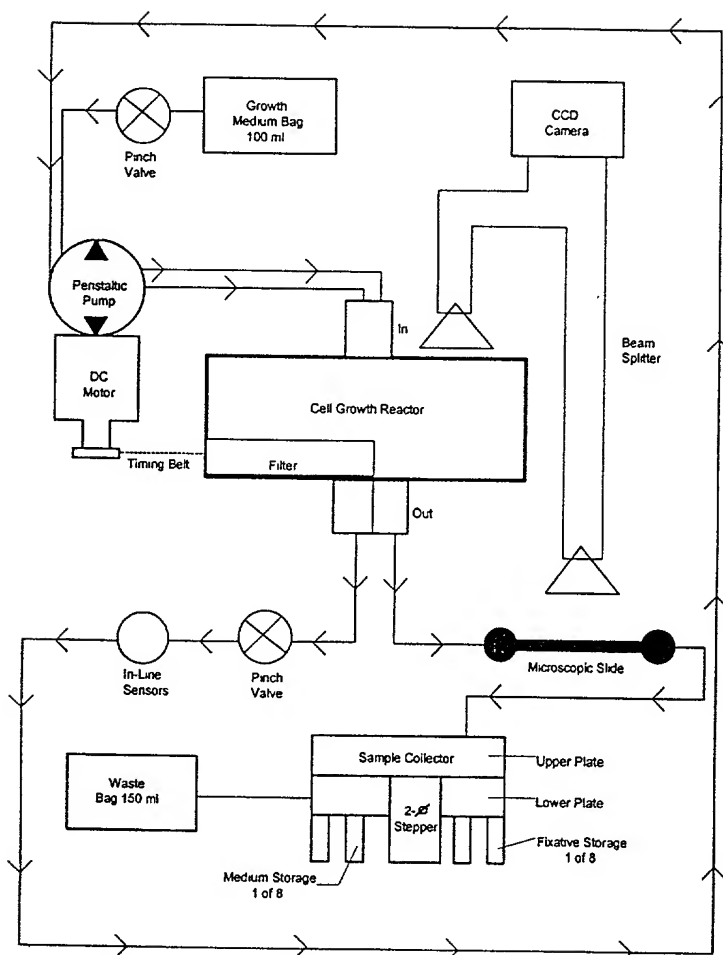 Growth
Medium Bag
100 ml
CCD
Camera
Pinch
Valve
Penstaltic
Pump
In
DC
Motor
Beam
Splitter
Cell Growth Reactor
Timing Belt
Filter
Out
In-Line
Sensors
Pinch
Valve
Microscopic Slide
Sample Collector
Upper Plate
Waste
Bag 150 ml
2-Ø
Stepper
Lower Plate
Medium Storage
1 of 8
Fixative Storage
1 of 8